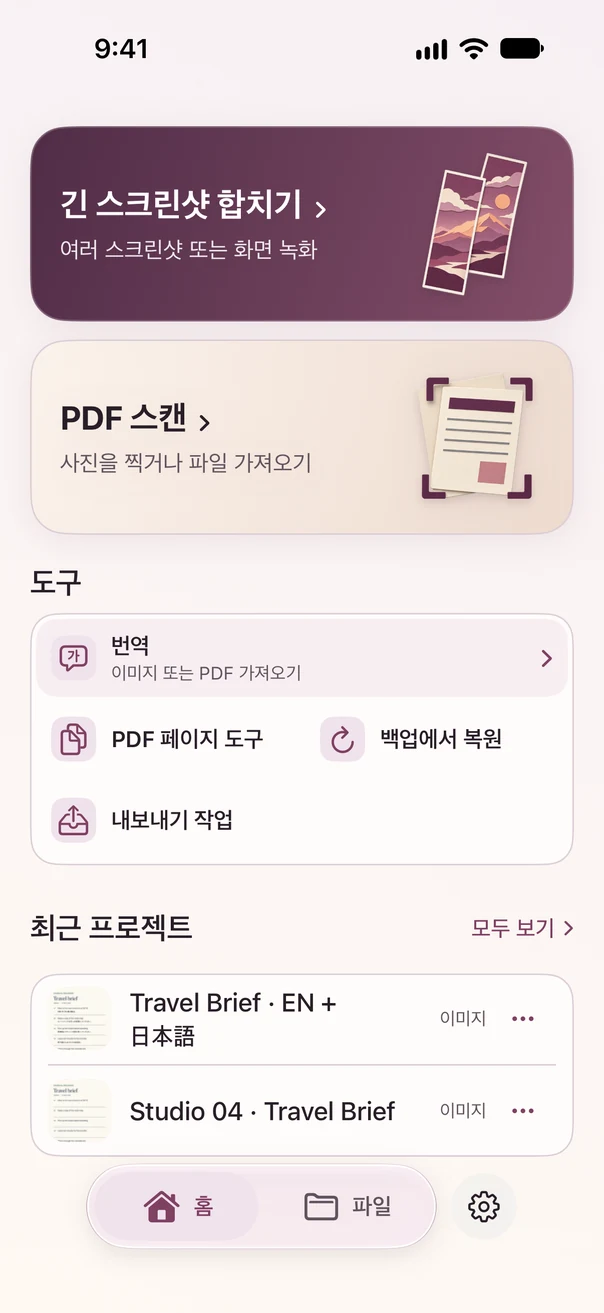 9:41
긴 스크린샷 합치기
여러 스크린샷 또는 화면 녹화
PDF 스캔
사진을 찍거나 파일 가져오기
도구
가
번역
이미지 또는 PDF 가져오기
PDF 페이지 도구
백업에서 복원
내보내기 작업
최근 프로젝트
모두 보기
Travel brief
Travel Brief · EN +
日本語
이미지
Travel brief
Studio 04 · Travel Brief
이미지
홈
파일